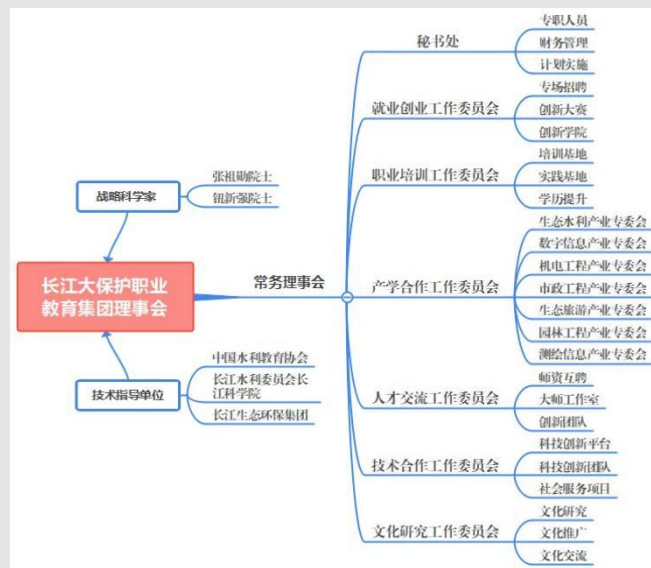 战略科学家
张祖勋院士
钮新强院士
长江大保护职业
教育集团理事会
技术指导单位
中国水利教育协会
长江水利委员会长
江科学院
长江生态环保集团
常务理事会
秘书处
专职人员
财务管理
计划实施
就业创业工作委员会
专场招聘
创新大赛
创新学院
职业培训工作委员会
培训基地
实践基地
学历提升
产学合作工作委员会
生态水利产业专委会
数字信息产业专委会
机电工程产业专委会
市政工程产业专委会
生态旅游产业专委会
园林工程产业专委会
测绘信息产业专委会
人才交流工作委员会
师资互聘
大师工作室
创新团队
技术合作工作委员会
科技创新平台
科技创新团队
社会服务项目
文化研究工作委员会
文化研究
文化推广
文化交流